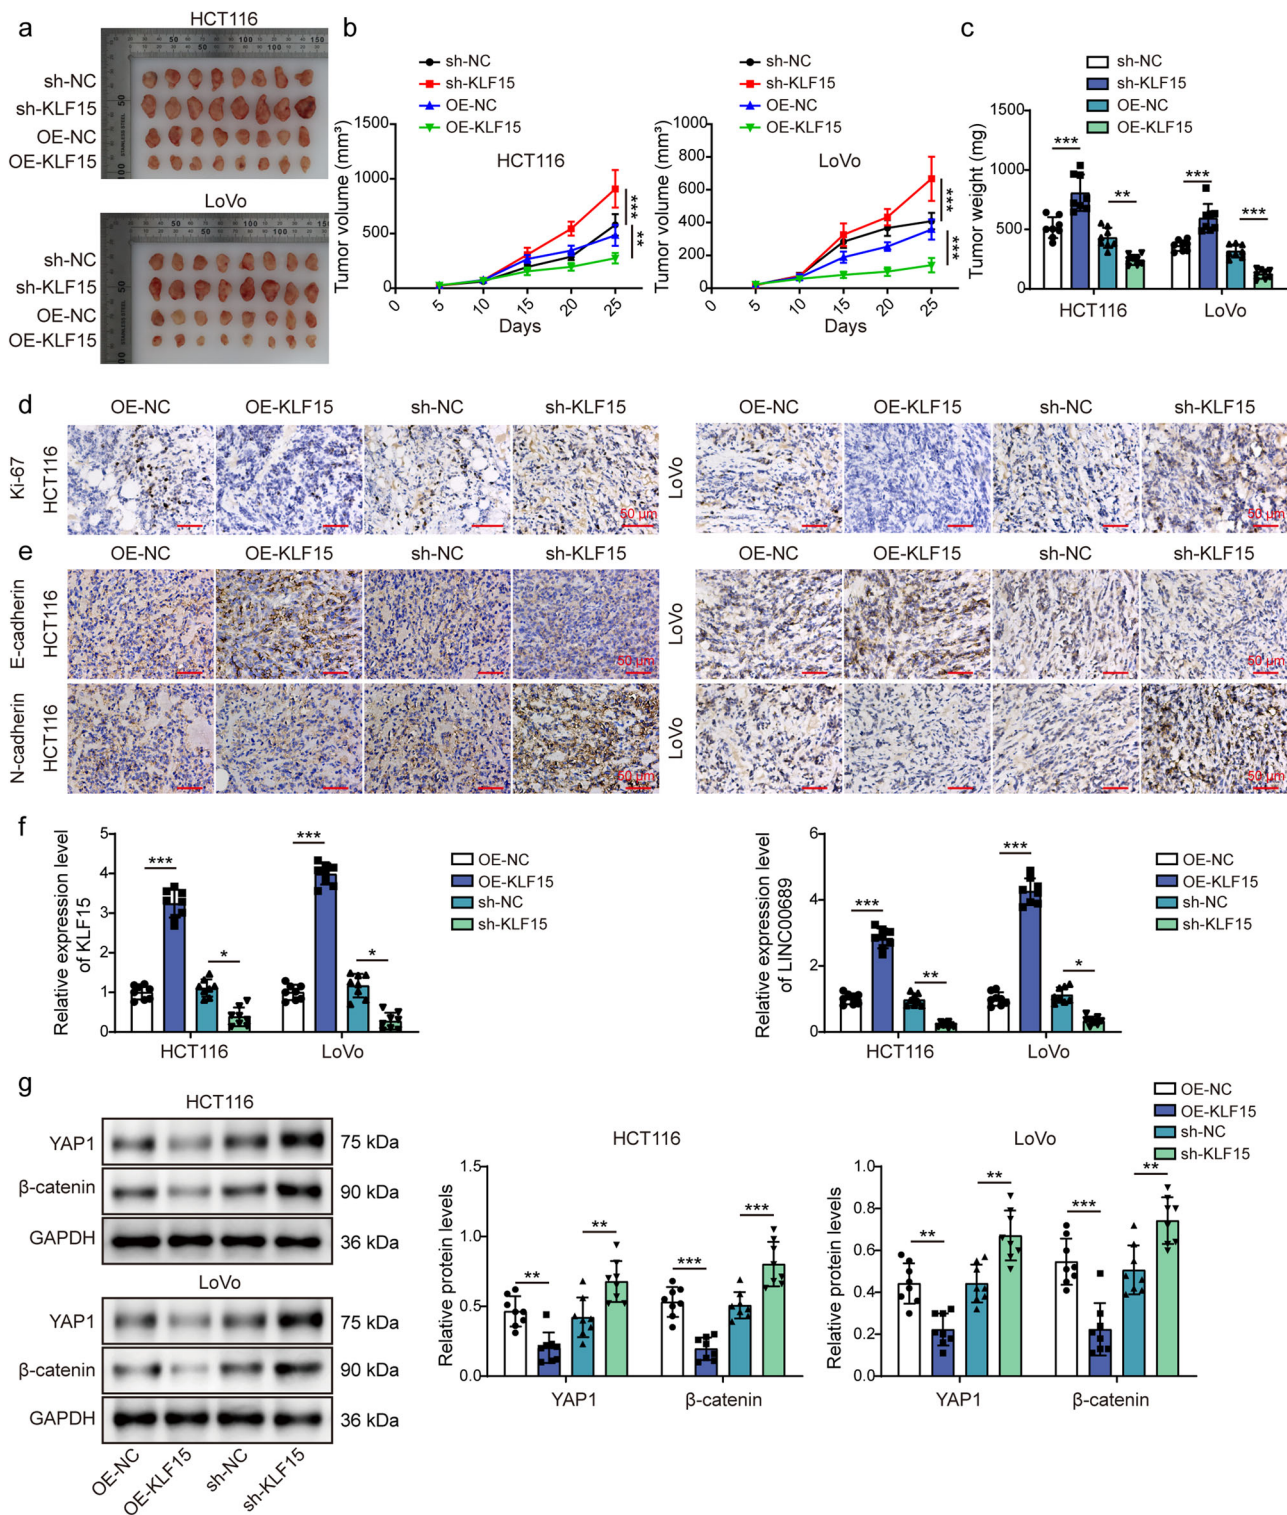 a
HCT116
sh-NC
sh-KLF15
OE-NC
OE-KLF15
LoVo
sh-NC
sh-KLF15
OE-NC
OE-KLF15
b
sh-NC
sh-KLF15
OE-NC
OE-KLF15
Tumor volume (mm³)
1500
1000
500
0
HCT116
***
**
0 5 10 15 20 25
Days
sh-NC
sh-KLF15
OE-NC
OE-KLF15
Tumor volume (mm³)
1000
800
600
400
200
0
LoVo
***
***
0 5 10 15 20 25
Days
c
sh-NC
sh-KLF15
OE-NC
OE-KLF15
Tumor weight (mg)
1500
1000
500
0
*** ** *** ***
HCT116 LoVo
d
OE-NC OE-KLF15 sh-NC sh-KLF15 OE-NC OE-KLF15 sh-NC sh-KLF15
Ki-67
HCT116
50 μm
LoVo
50 μm
e
OE-NC OE-KLF15 sh-NC sh-KLF15 OE-NC OE-KLF15 sh-NC sh-KLF15
E-cadherin
HCT116
50 μm
LoVo
50 μm
N-cadherin
HCT116
50 μm
LoVo
50 μm
f
Relative expression level
of KLF15
5
4
3
2
1
0
*** * *** *
HCT116 LoVo
OE-NC
OE-KLF15
sh-NC
sh-KLF15
Relative expression level
of LINC00689
6
4
2
0
*** ** *** *
HCT116 LoVo
OE-NC
OE-KLF15
sh-NC
sh-KLF15
g
HCT116
YAP1 75 kDa
β-catenin 90 kDa
GAPDH 36 kDa
LoVo
YAP1 75 kDa
β-catenin 90 kDa
GAPDH 36 kDa
OE-NC OE-KLF15 sh-NC sh-KLF15
HCT116
Relative protein levels
1.5
1.0
0.5
0.0
** ** *** ***
YAP1 β-catenin
LoVo
Relative protein levels
1.0
0.8
0.6
0.4
0.2
0.0
** ** *** **
YAP1 β-catenin
OE-NC
OE-KLF15
sh-NC
sh-KLF15